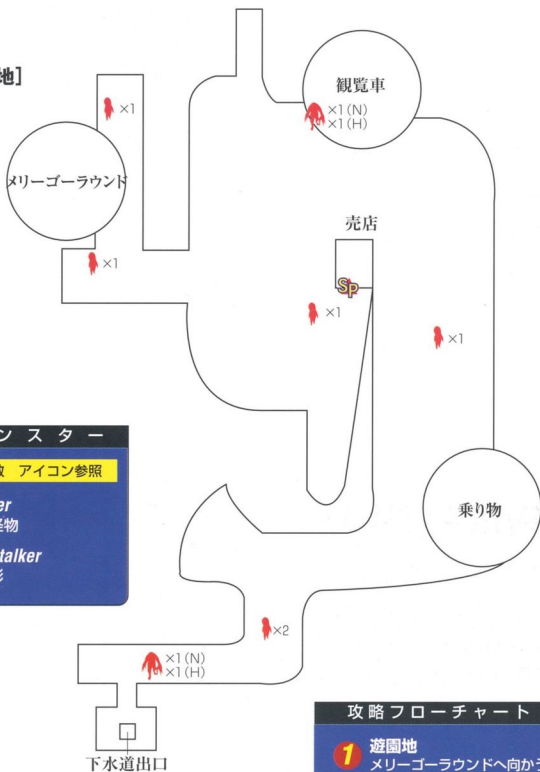 地]
観覧車
×1(N)
×1(H)
×1
メリーゴーラウンド
×1
売店
Sp
×1
×1
ンスター
数 アイコン参照
er
怪物
talker
影
乗り物
×2
×1(N)
×1(H)
下水道出口
攻略フローチャート
1 遊園地
メリーゴーラウンドへ向かう